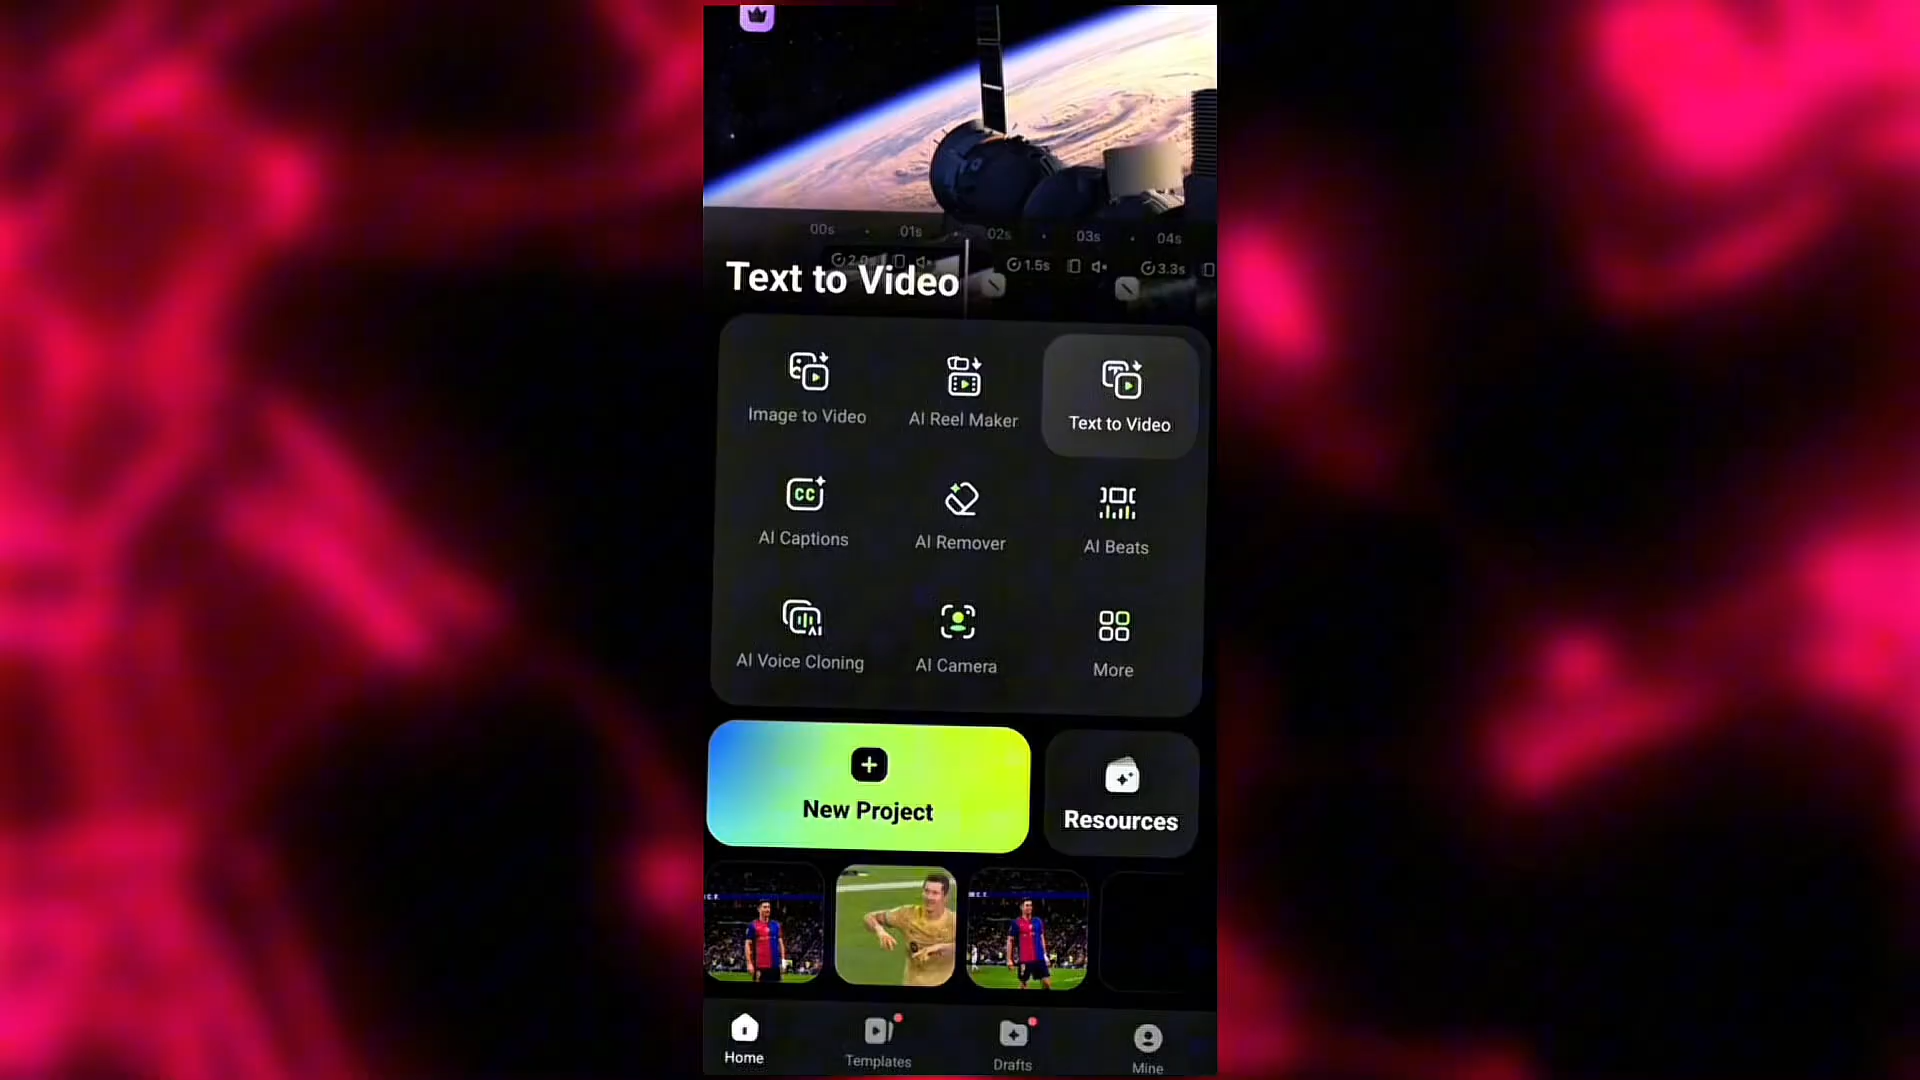 00s 01s 02s 03s 04s
1.5s 3.3s
Text to Video
Image to Video AI Reel Maker Text to Video
CC
AI Captions AI Remover AI Beats
AI
AI Voice Cloning AI Camera More
New Project Resources
Home Templates Drafts Mine